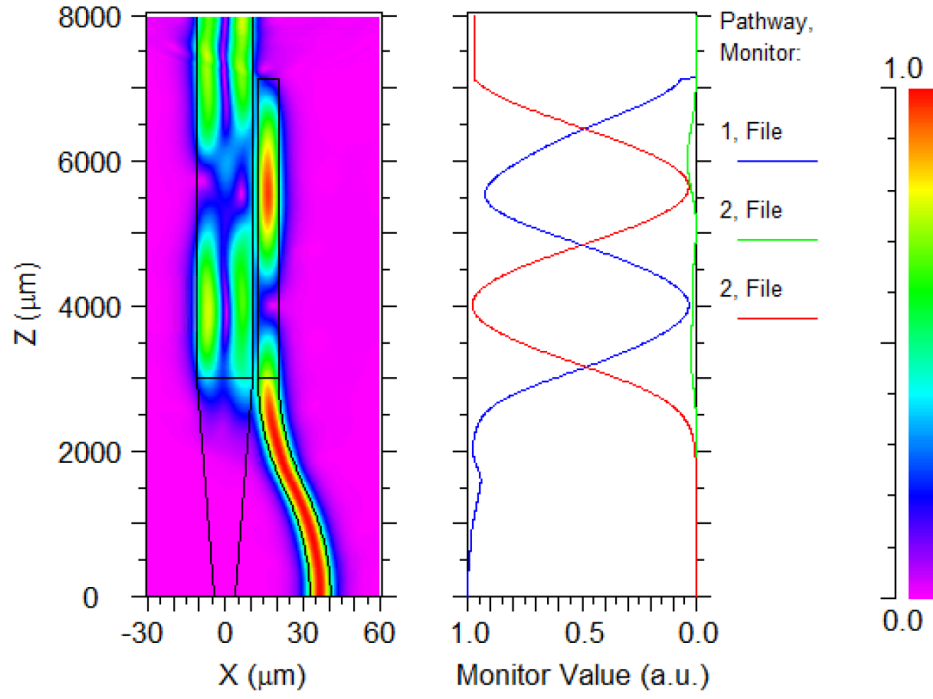 8000
6000
4000
2000
0
Z (μm)
-30 0 30 60
X (μm)
1.0 0.5 0.0
Monitor Value (a.u.)
Pathway,
Monitor:
1, File
2, File
2, File
1.0
0.0